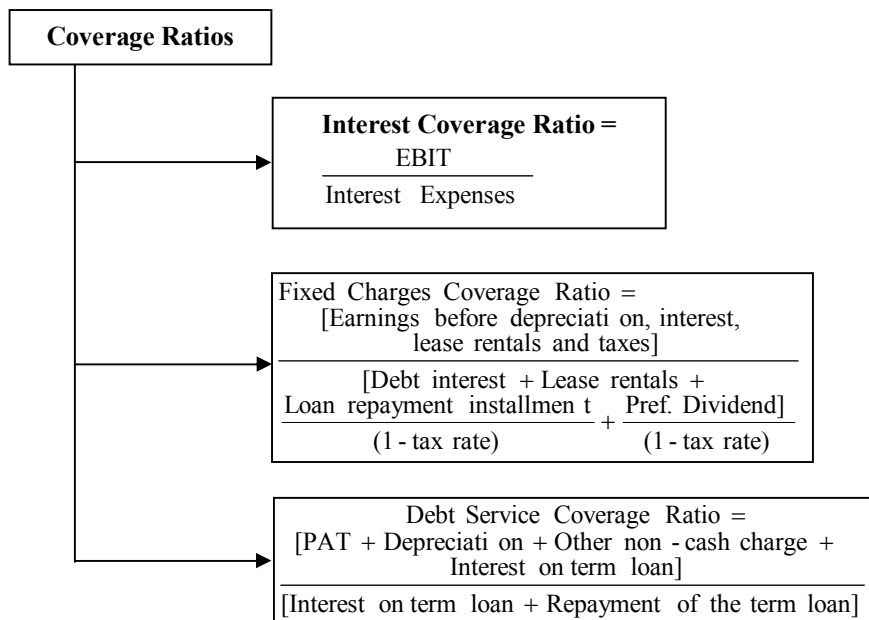 Coverage Ratios
Interest Coverage Ratio =
EBIT
Interest Expenses
Fixed Charges Coverage Ratio =
[Earnings before depreciati on, interest,
lease rentals and taxes]
[Debt interest + Lease rentals +
Loan repayment installmen t + Pref. Dividend]
(1 - tax rate) (1 - tax rate)
Debt Service Coverage Ratio =
[PAT + Depreciati on + Other non - cash charge +
Interest on term loan]
[Interest on term loan + Repayment of the term loan]